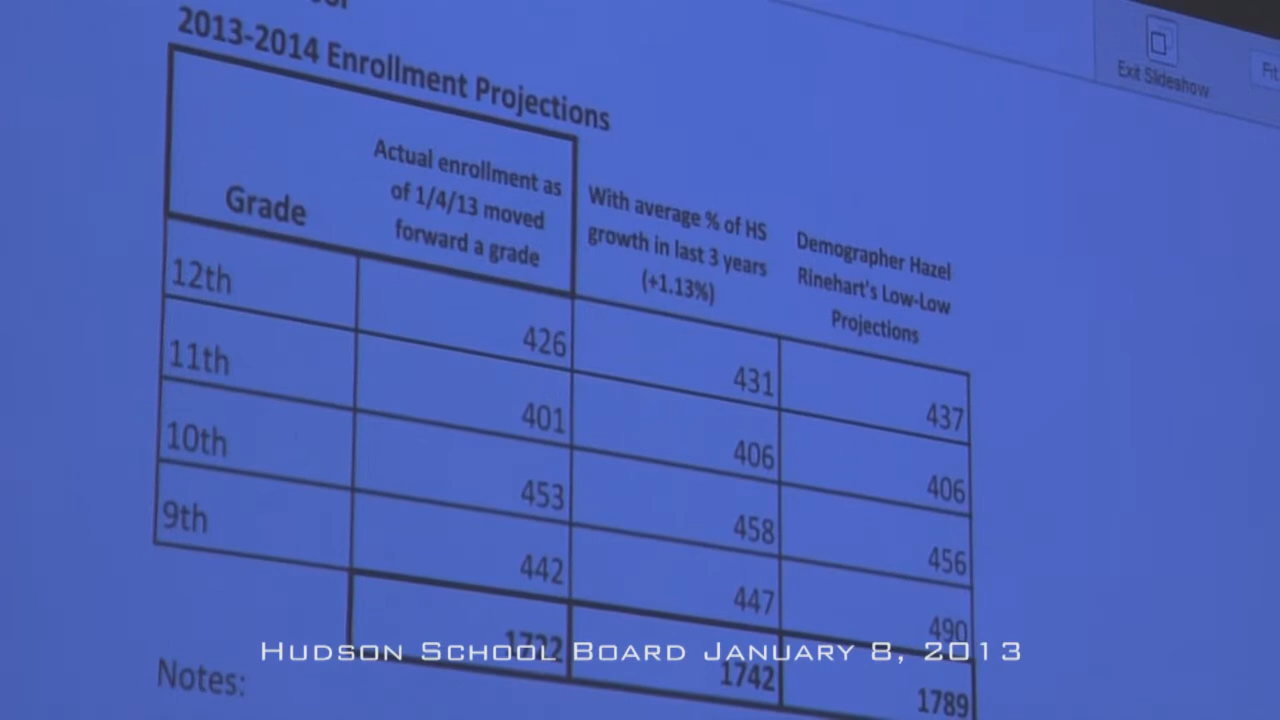 2013-2014 Enrollment Projections
Exit Slideshow
Fit
Grade
Actual enrollment as
of 1/4/13 moved
forward a grade
With average % of HS
growth in last 3 years
(+1.13%)
Demographer Hazel
Rinehart's Low-Low
Projections
12th 426 431 437
11th 401 406 406
10th 453 458 456
9th 442 447 490
1722 1742 1789
Notes:
Hudson School Board January 8, 2013